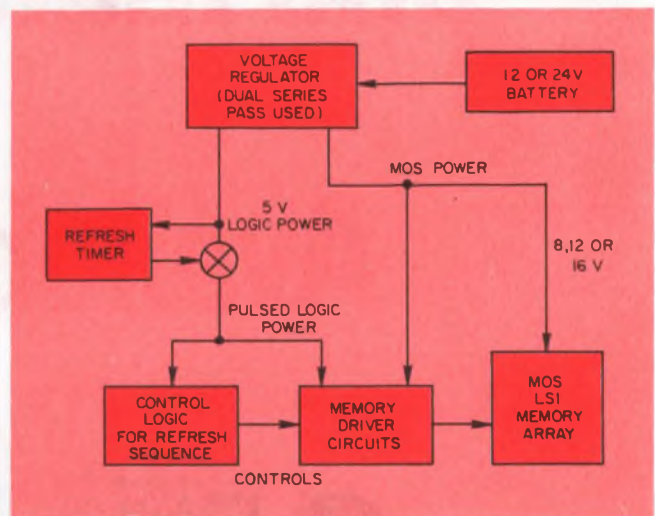 VOLTAGE
REGULATOR
(DUAL SERIES
PASS USED)
12 OR 24V
BATTERY
MOS POWER
5 V
LOGIC POWER
REFRESH
TIMER
8,12 OR
16 V
PULSED LOGIC
POWER
CONTROL
LOGIC
FOR REFRESH
SEQUENCE
MEMORY
DRIVER
CIRCUITS
MOS
LSI
MEMORY
ARRAY
CONTROLS